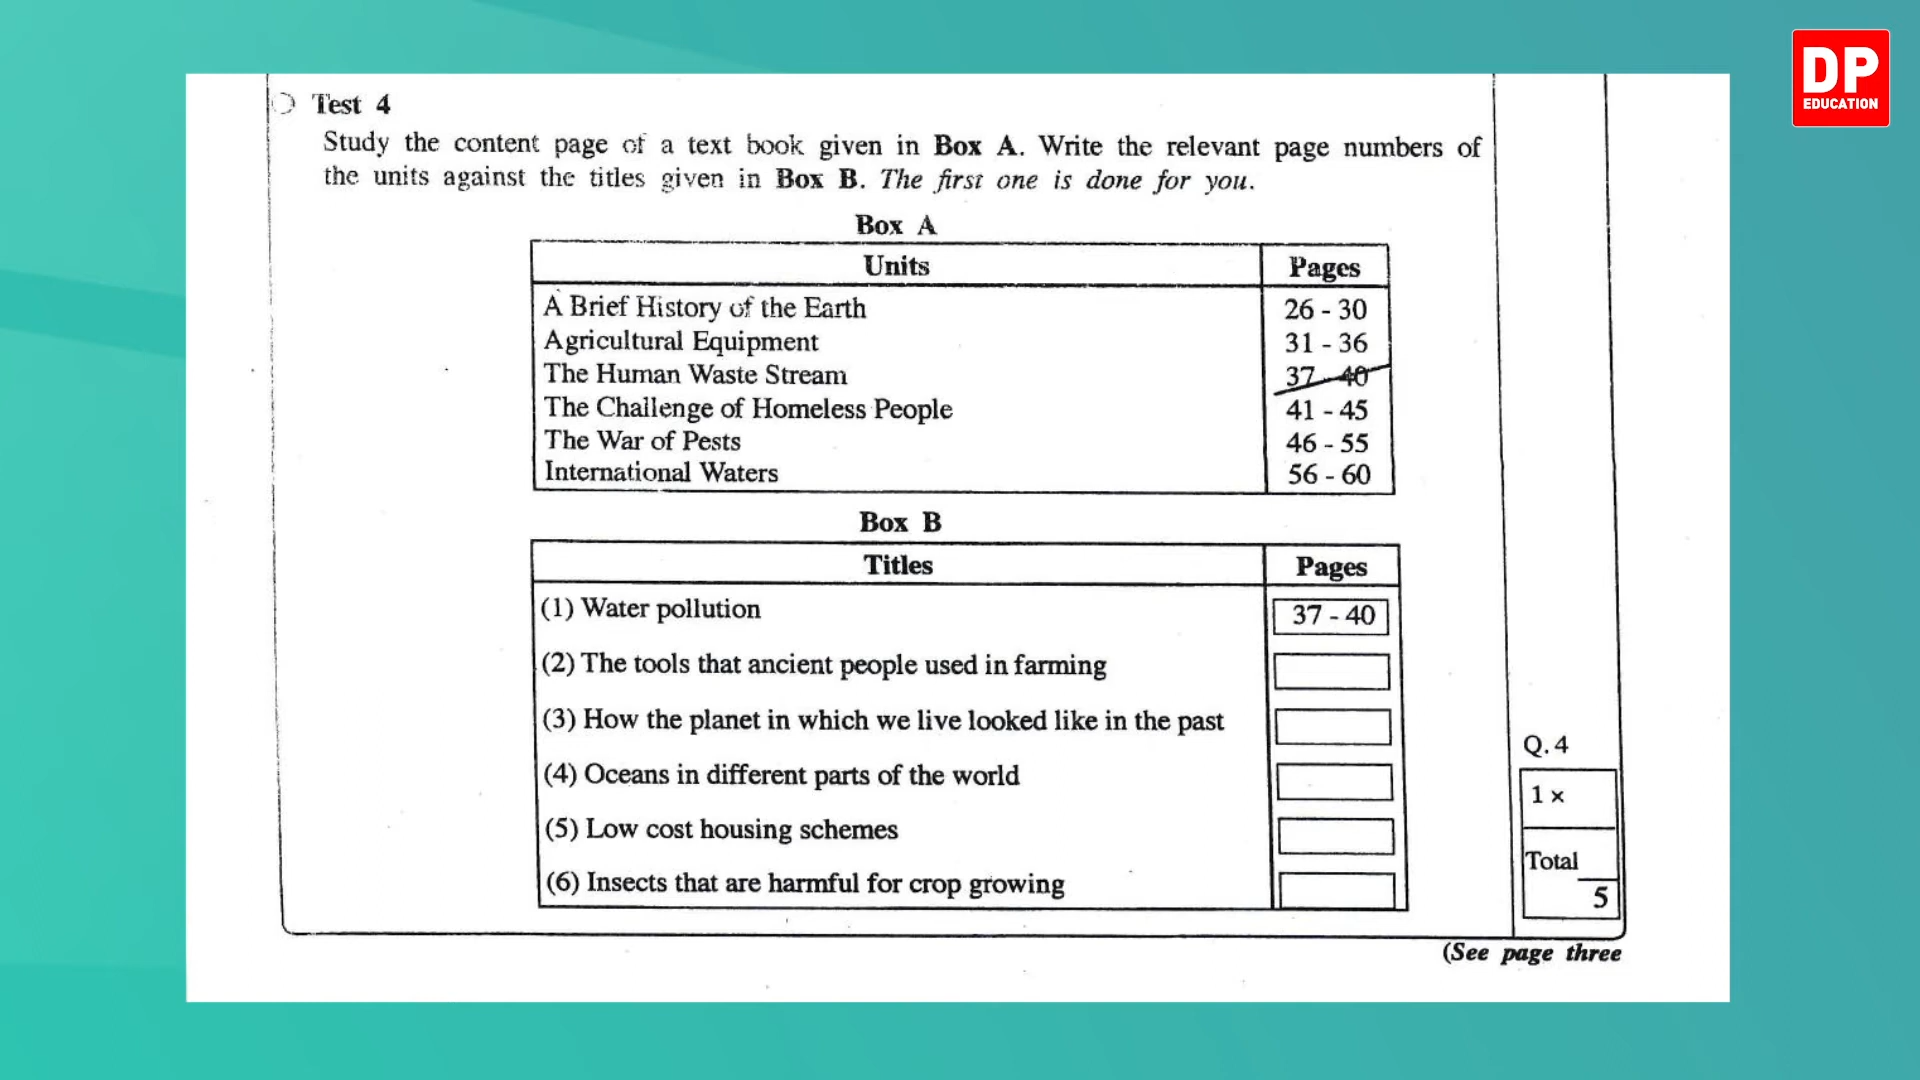 DP
EDUCATION
Test 4
Study the content page of a text book given in Box A. Write the relevant page numbers of
the units against the titles given in Box B. The first one is done for you.
Box A
Units Pages
A Brief History of the Earth 26 - 30
Agricultural Equipment 31 - 36
The Human Waste Stream 37 - 40
The Challenge of Homeless People 41 - 45
The War of Pests 46 - 55
International Waters 56 - 60
Box B
Titles Pages
(1) Water pollution 37 - 40
(2) The tools that ancient people used in farming
(3) How the planet in which we live looked like in the past
(4) Oceans in different parts of the world
(5) Low cost housing schemes
(6) Insects that are harmful for crop growing
Q. 4
1 x
Total
5
(See page three